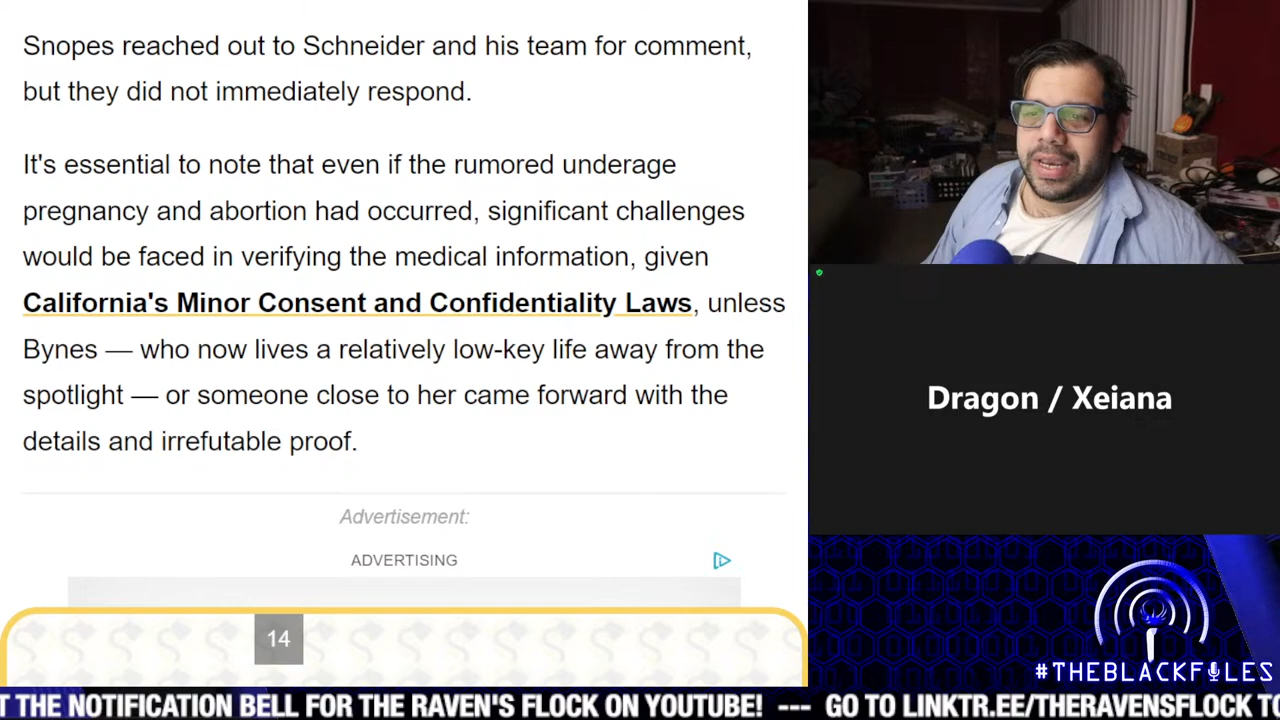 Snopes reached out to Schneider and his team for comment,
but they did not immediately respond.
It's essential to note that even if the rumored underage
pregnancy and abortion had occurred, significant challenges
would be faced in verifying the medical information, given
California's Minor Consent and Confidentiality Laws, unless
Bynes — who now lives a relatively low-key life away from the
spotlight — or someone close to her came forward with the
details and irrefutable proof.
Advertisement:
ADVERTISING
14
Dragon / Xeiana
#THEBLACKFILES
T THE NOTIFICATION BELL FOR THE RAVEN'S FLOCK ON YOUTUBE! --- GO TO LINKTR.EE/THERAVENSFLOCK TO